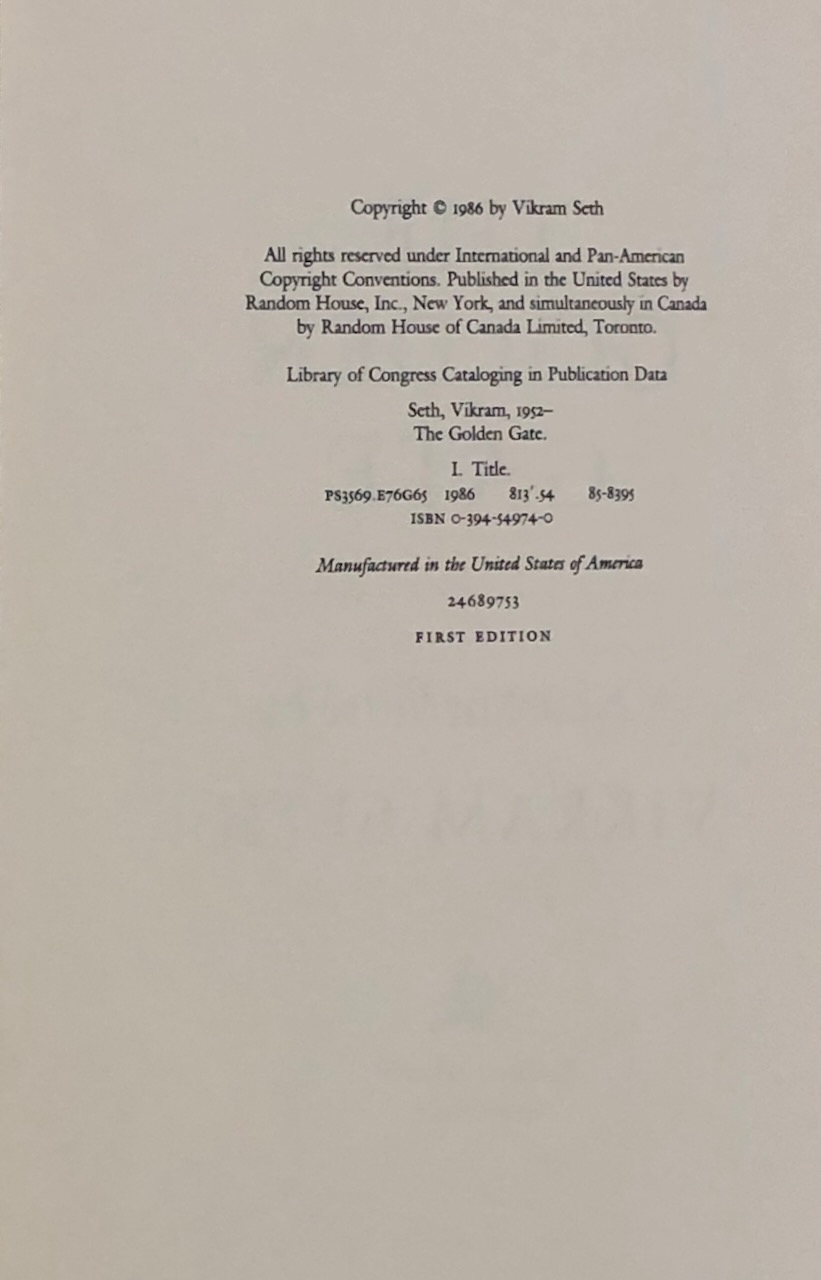 Copyright © 1986 by Vikram Seth
All rights reserved under International and Pan-American
Copyright Conventions. Published in the United States by
Random House, Inc., New York, and simultaneously in Canada
by Random House of Canada Limited, Toronto.
Library of Congress Cataloging in Publication Data
Seth, Vikram, 1952–
The Golden Gate.
I. Title.
PS3569.E76G65 1986 813'.54 85-8395
ISBN 0-394-54974-0
Manufactured in the United States of America
24689753
FIRST EDITION